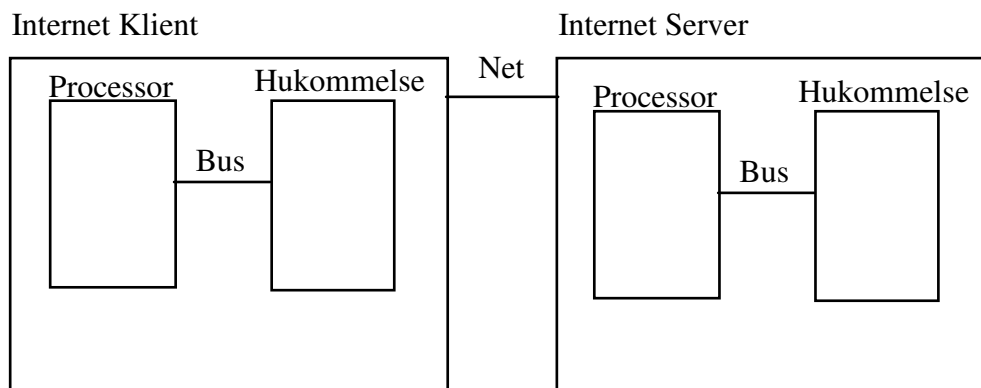 Internet Klient
Internet Server
Net
Processor
Hukommelse
Bus
Processor
Hukommelse
Bus